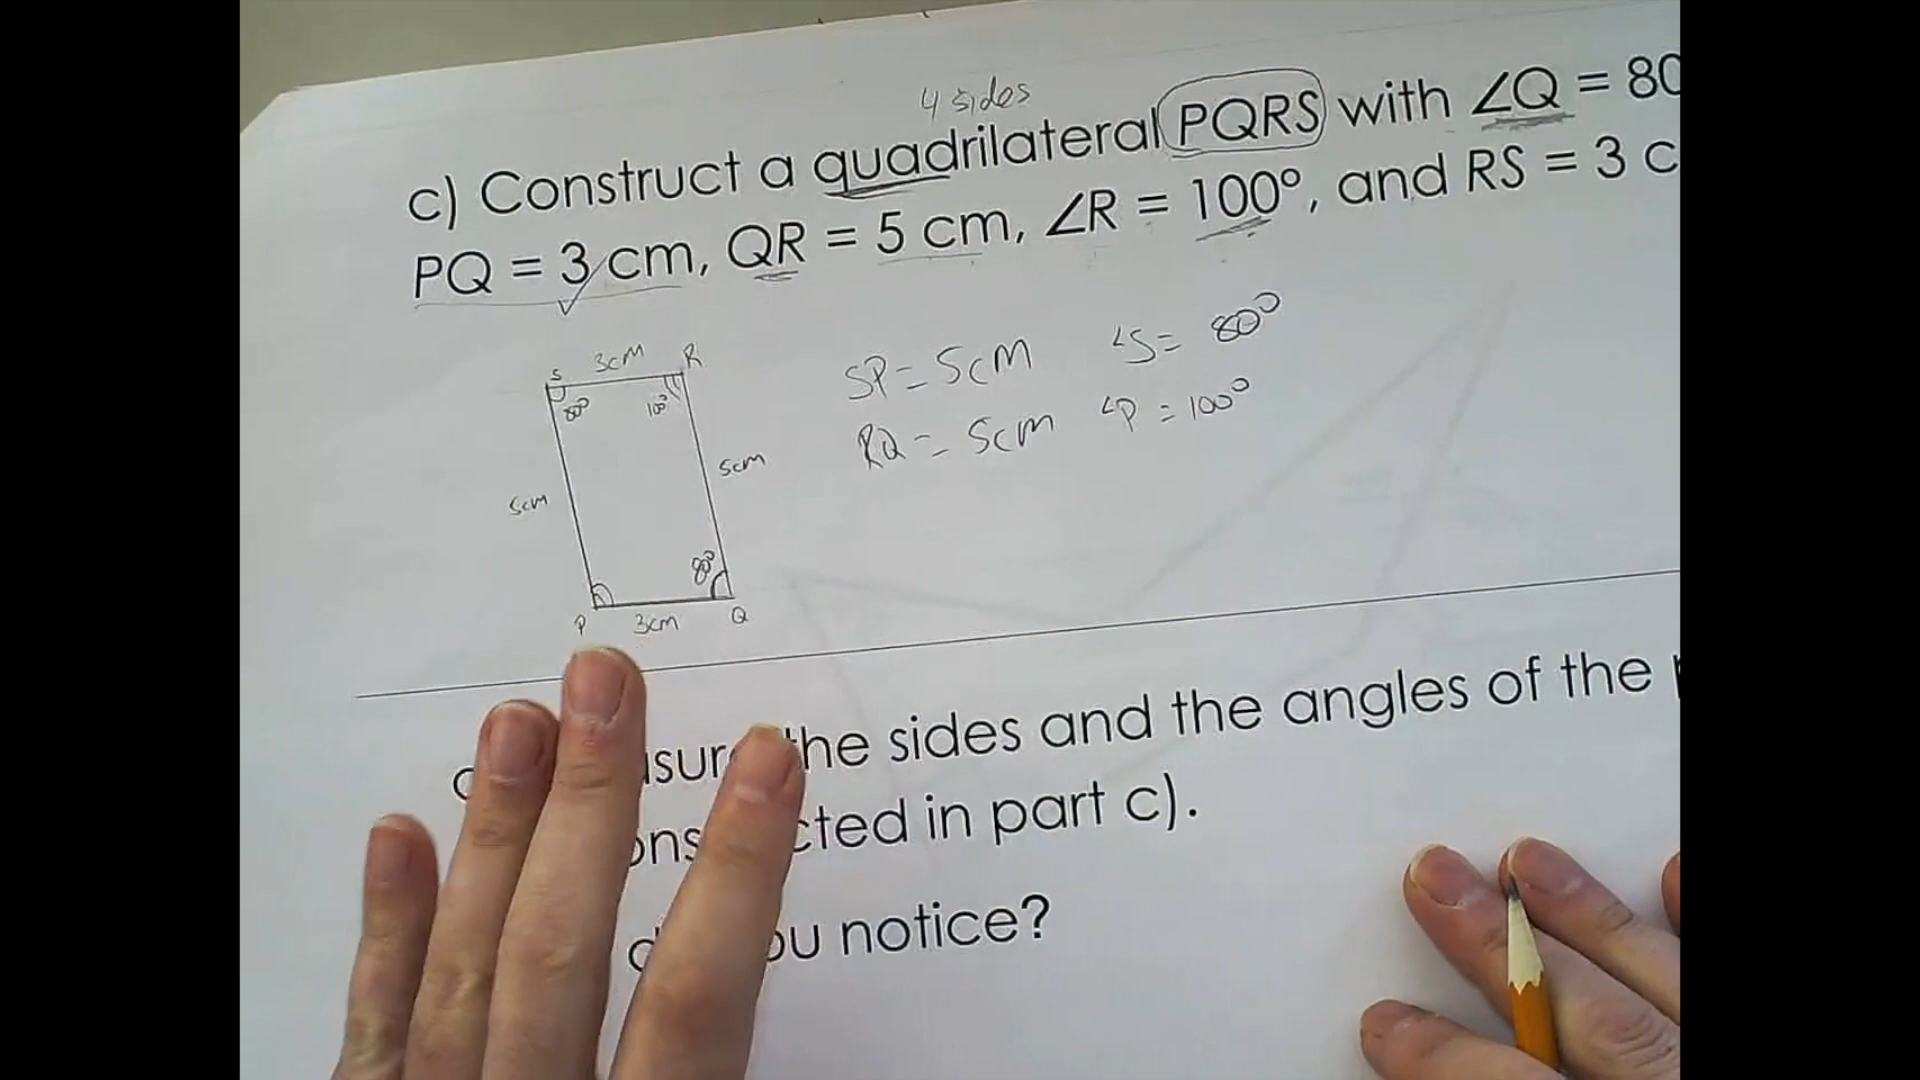 4 sides
c) Construct a quadrilateral PQRS with ∠Q = 80
PQ = 3 cm, QR = 5 cm, ∠R = 100°, and RS = 3 c
S 3cm R
80° 100°
SP = 5cm ∠S = 80°
RQ = 5cm ∠P = 100°
5cm
5cm
80°
P 3cm Q
the sides and the angles of the
cted in part c).
notice?